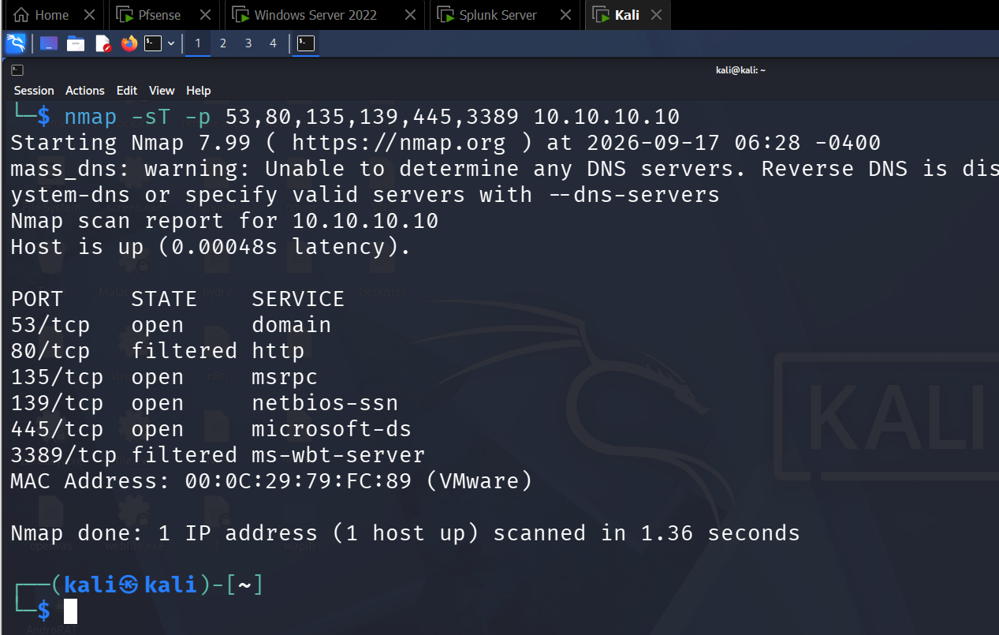 Home
Pfsense
Windows Server 2022
Splunk Server
Kali
1 2 3 4
kali@kali: ~
Session Actions Edit View Help
└─$ nmap -sT -p 53,80,135,139,445,3389 10.10.10.10
Starting Nmap 7.99 ( https://nmap.org ) at 2026-09-17 06:28 -0400
mass_dns: warning: Unable to determine any DNS servers. Reverse DNS is dis
ystem-dns or specify valid servers with --dns-servers
Nmap scan report for 10.10.10.10
Host is up (0.00048s latency).
PORT STATE SERVICE
53/tcp open domain
80/tcp filtered http
135/tcp open msrpc
139/tcp open netbios-ssn
445/tcp open microsoft-ds
3389/tcp filtered ms-wbt-server
MAC Address: 00:0C:29:79:FC:89 (VMware)
Nmap done: 1 IP address (1 host up) scanned in 1.36 seconds
┌──(kali㉿kali)-[~]
└─$
KALI